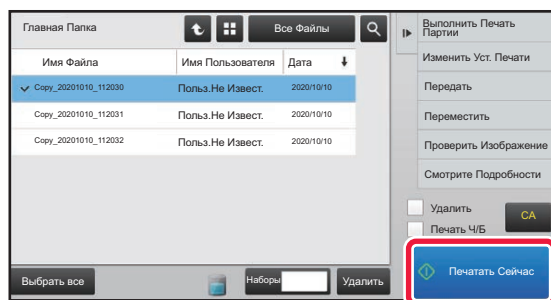 Главная Папка
Все Файлы
Имя Файла Имя Пользователя Дата
Copy_20201010_112030 Польз.Не Извест. 2020/10/10
Copy_20201010_112031 Польз.Не Извест. 2020/10/10
Copy_20201010_112032 Польз.Не Извест. 2020/10/10
Выбрать все
Наборы
Удалить
Выполнить Печать
Партии
Изменить Уст. Печати
Передать
Переместить
Проверить Изображение
Смотрите Подробности
Удалить
Печать Ч/Б
CA
Печатать Сейчас